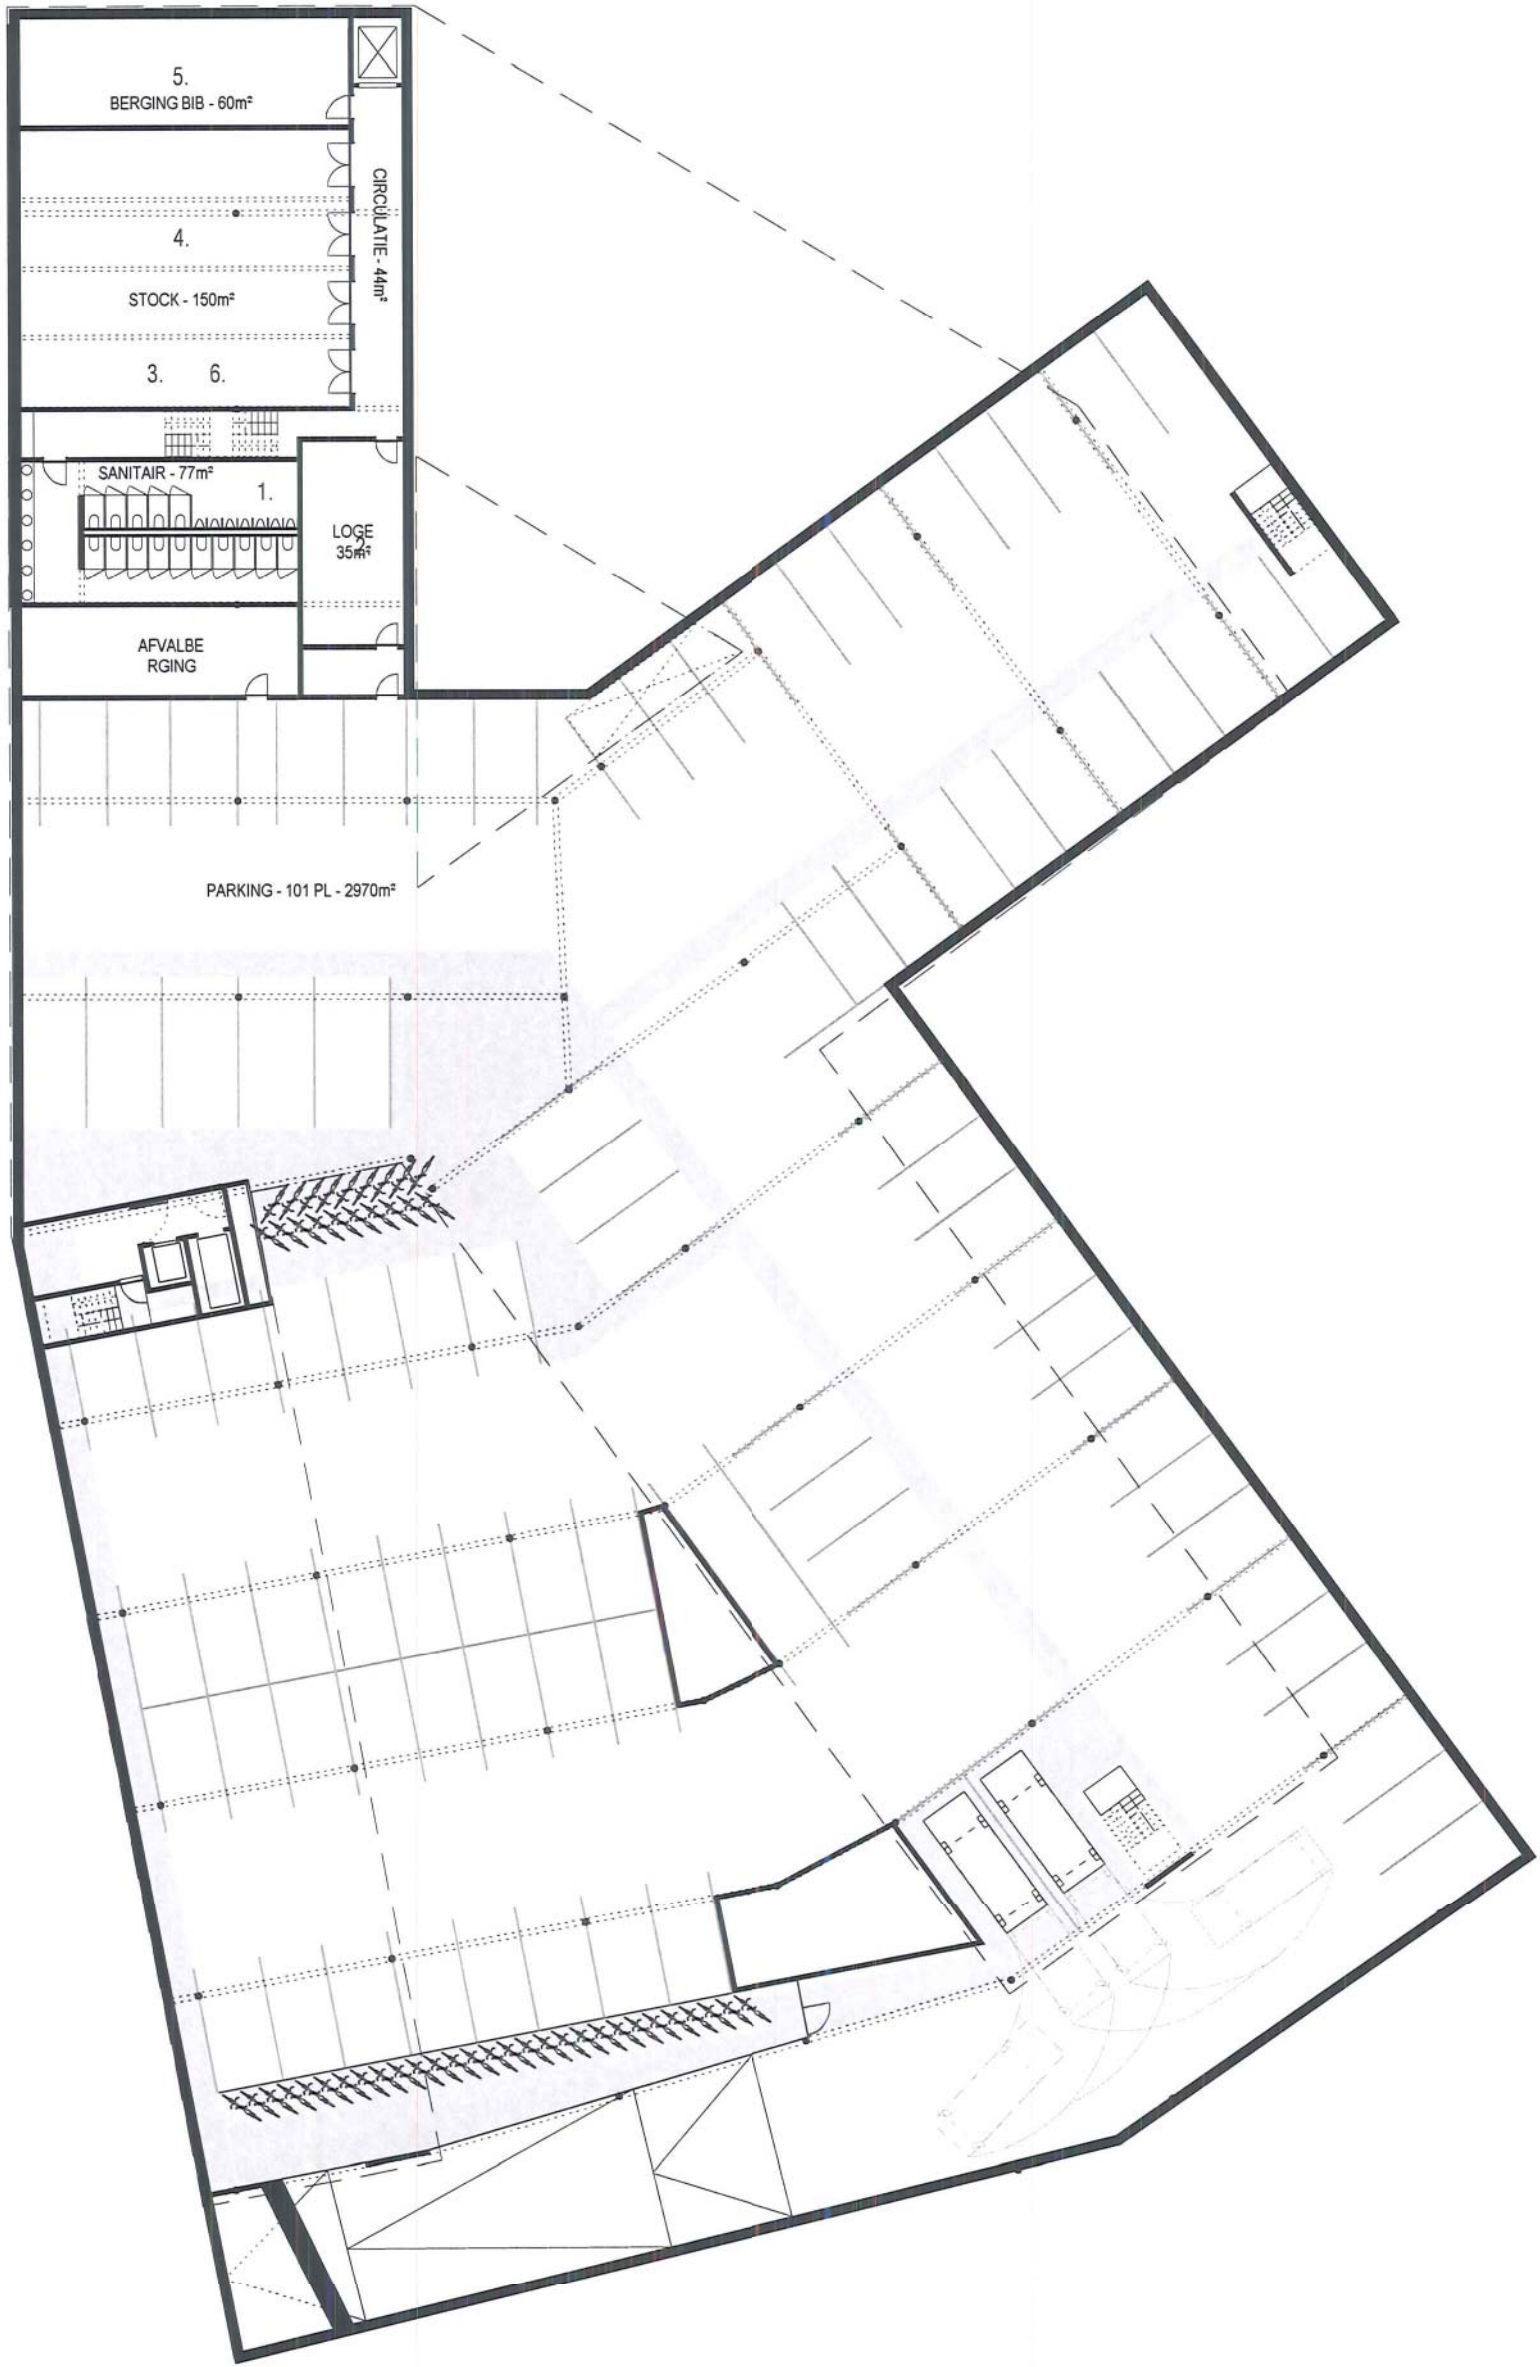 5.
BERGING BIB - 60m²
CIRCULATIE - 44m²
4.
STOCK - 150m²
3. 6.
SANITAIR - 77m²
1.
LOGE
2.
35m²
AFVALBE
RGING
PARKING - 101 PL - 2970m²